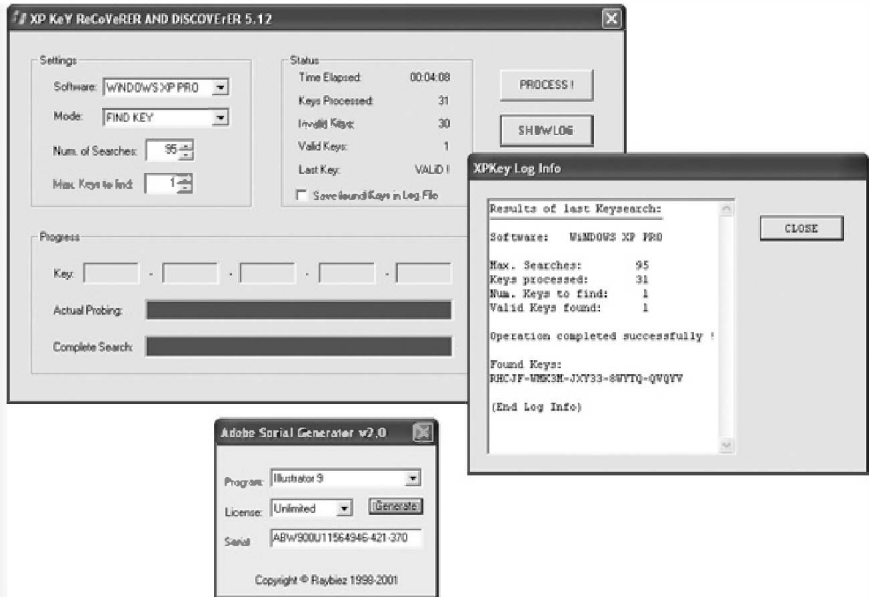 XP KeY ReCoVeRER AND DiSCOVErER 5.12
Settings
Software: WiNDOWS XP PRO
Mode: FIND KEY
Num. of Searches: 95
Max. Keys to find: 1
Status
Time Elapsed: 00:04:08
Keys Processed: 31
Invalid Keys: 30
Valid Keys: 1
Last Key: VALiD !
Save found Keys in Log File
PROCESS !
SHOW LOG
Progress
Key: - - - -
Actual Probing:
Complete Search:
XPKey Log Info
Results of last Keysearch:
Software: WiNDOWS XP PRO
Max. Searches: 95
Keys processed: 31
Num. Keys to find: 1
Valid Keys found: 1
Operation completed successfully !
Found Keys:
RHCJF-WMK3M-JXY33-8WYTQ-QVQYV
(End Log Info)
CLOSE
Adobe Serial Generator v2.0
Program: Illustrator 9
License: Unlimited Generate
Serial ABW900U11564946-421-370
Copyright © Raybiez 1998-2001